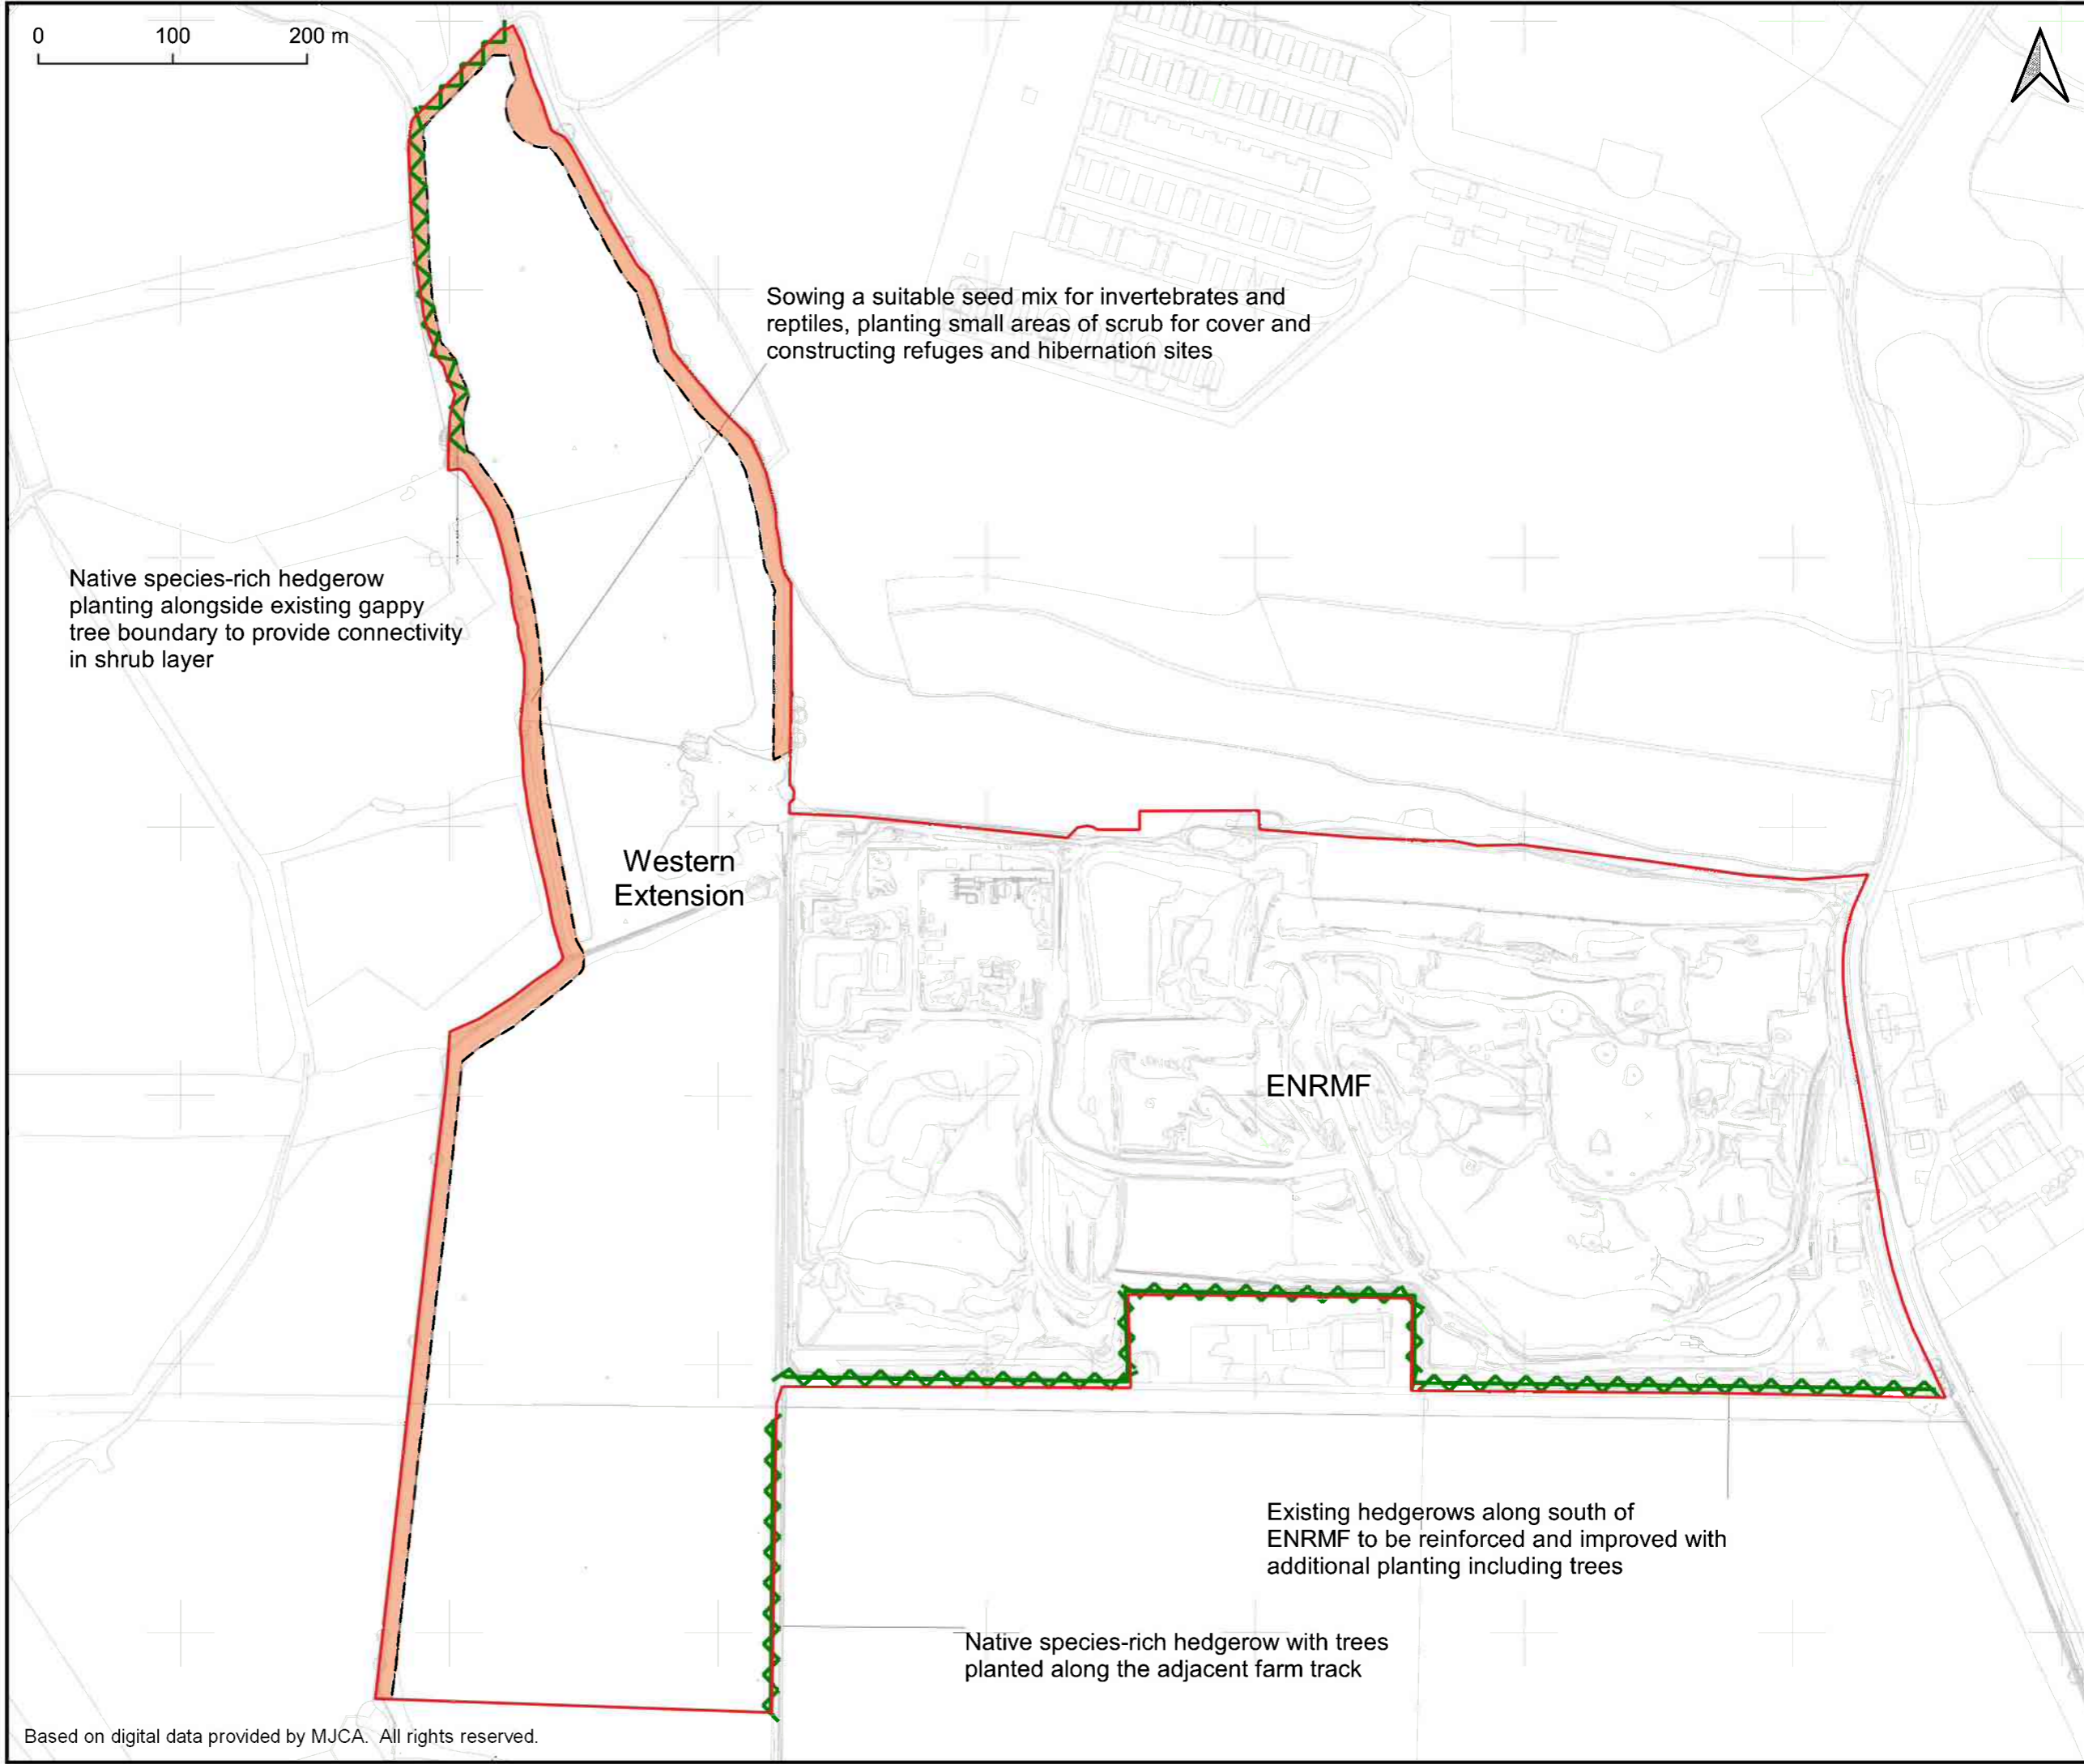 0 100 200 m
Sowing a suitable seed mix for invertebrates and
reptiles, planting small areas of scrub for cover and
constructing refuges and hibernation sites
Native species-rich hedgerow
planting alongside existing gappy
tree boundary to provide connectivity
in shrub layer
Western
Extension
ENRMF
Existing hedgerows along south of
ENRMF to be reinforced and improved with
additional planting including trees
Native species-rich hedgerow with trees
planted along the adjacent farm track
Based on digital data provided by MJCA. All rights reserved.